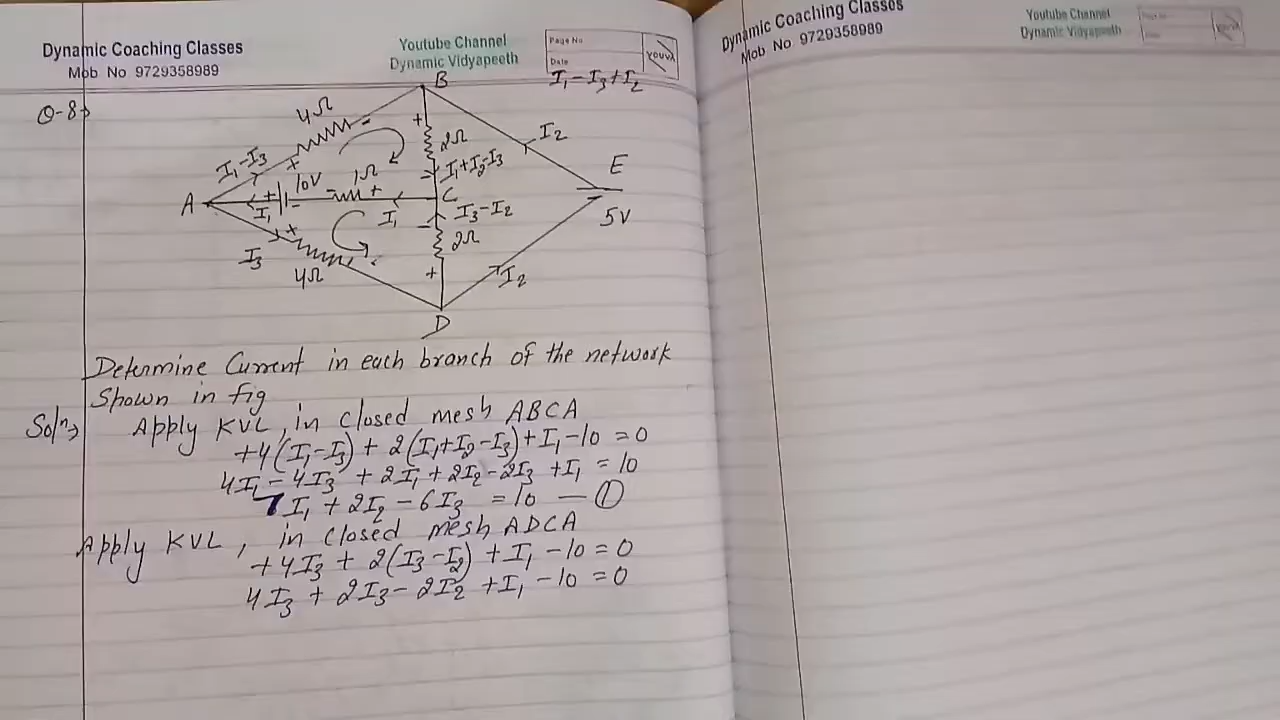 Dynamic Coaching Classes
Mob No 9729358989
Youtube Channel
Dynamic Vidyapeeth
Page No
Date
YOUVA
I₁-I₃+I₂
Q-8→
B
4Ω
I₁-I₃
+
-
+
2Ω
-
I₁+I₂-I₃
I₂
E
5V
A
+
10V
-
I₁
1Ω
-
+
I₁
C
I₃-I₂
-
2Ω
+
I₃
+
4Ω
I₂
D
Determine Current in each branch of the network
Shown in fig
Solⁿ→ Apply KVL, in closed mesh ABCA
+4(I₁-I₃) + 2(I₁+I₂-I₃)+I₁-10 =0
4I₁-4I₃ + 2I₁+2I₂-2I₃ +I₁ =10
7I₁ + 2I₂ - 6I₃ =10 — ①
Apply KVL, in closed mesh ADCA
+4I₃ + 2(I₃-I₂) +I₁ -10=0
4I₃ + 2I₃-2I₂ +I₁ -10=0
Dynamic Coaching Classes
Mob No 9729358989
Youtube Channel
Dynamic Vidyapeeth